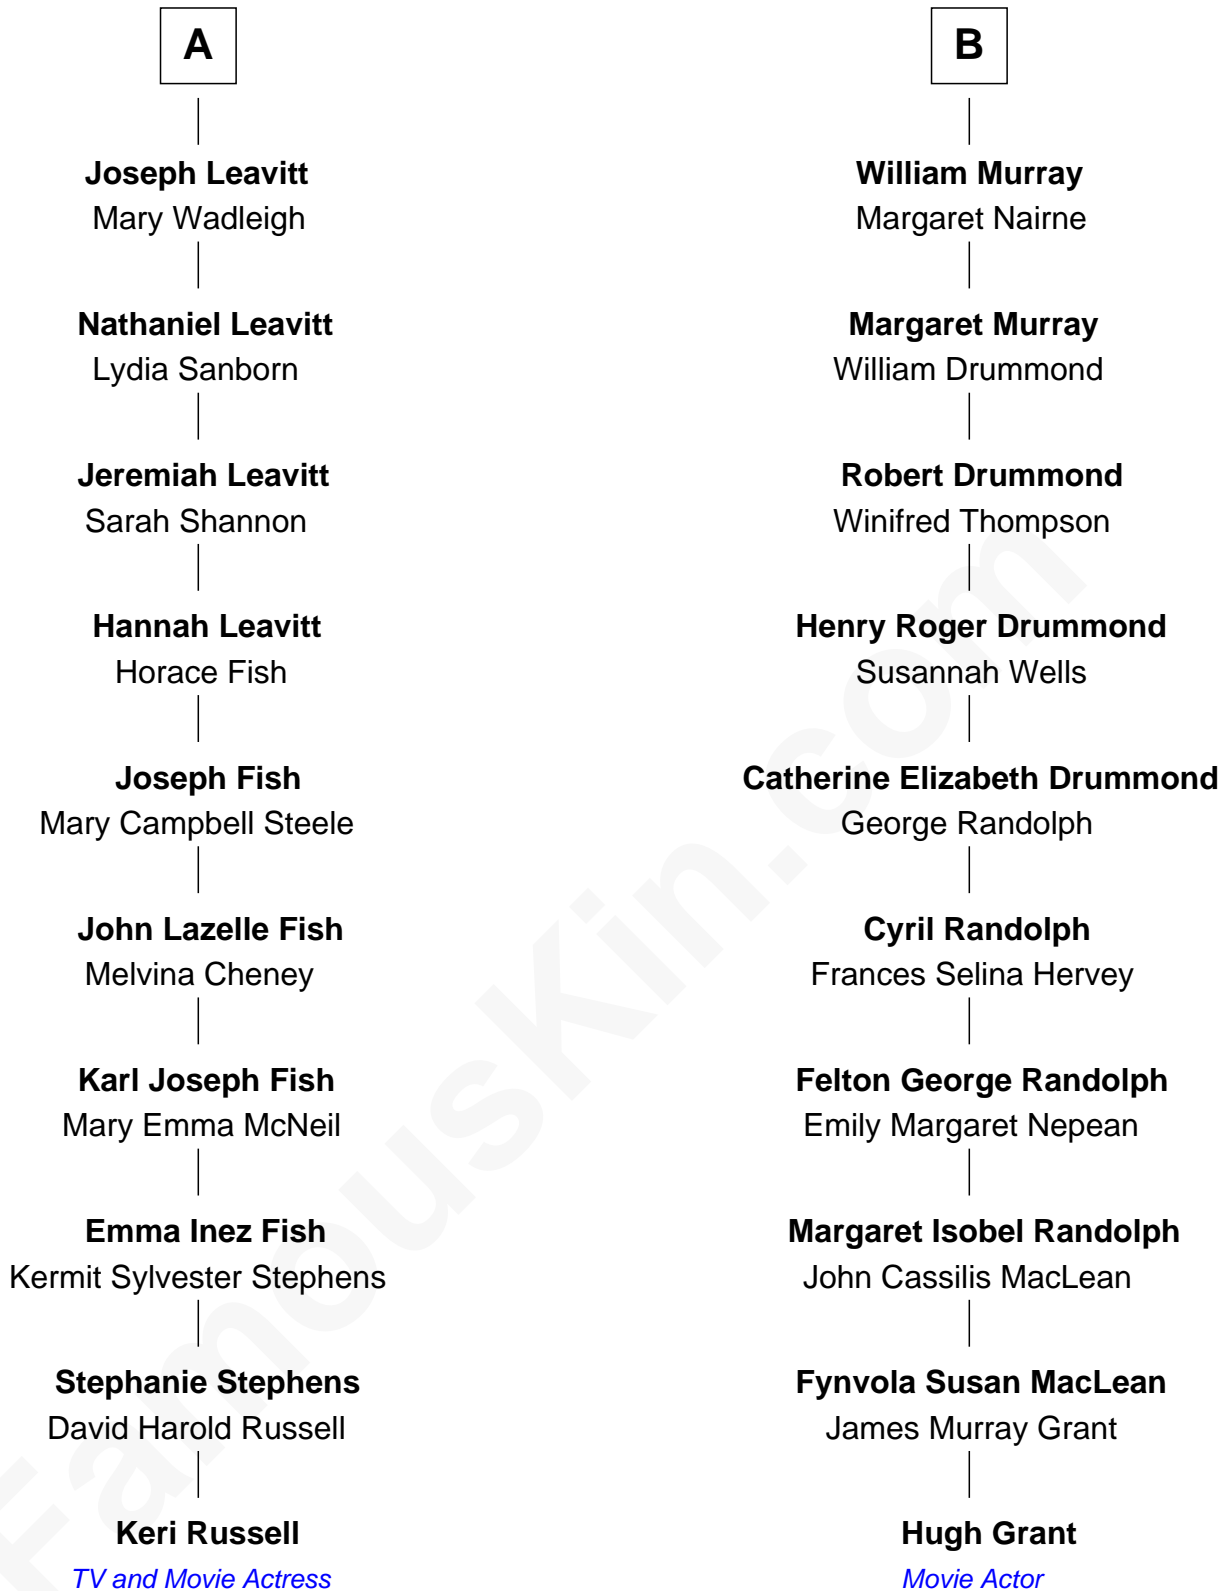 A
Joseph Leavitt
Mary Wadleigh
Nathaniel Leavitt
Lydia Sanborn
Jeremiah Leavitt
Sarah Shannon
Hannah Leavitt
Horace Fish
Joseph Fish
Mary Campbell Steele
John Lazelle Fish
Melvina Cheney
Karl Joseph Fish
Mary Emma McNeil
Emma Inez Fish
Kermit Sylvester Stephens
Stephanie Stephens
David Harold Russell
Keri Russell
TV and Movie Actress
B
William Murray
Margaret Nairne
Margaret Murray
William Drummond
Robert Drummond
Winifred Thompson
Henry Roger Drummond
Susannah Wells
Catherine Elizabeth Drummond
George Randolph
Cyril Randolph
Frances Selina Hervey
Felton George Randolph
Emily Margaret Nepean
Margaret Isobel Randolph
John Cassilis MacLean
Fynvola Susan MacLean
James Murray Grant
Hugh Grant
Movie Actor
FamousKin.com